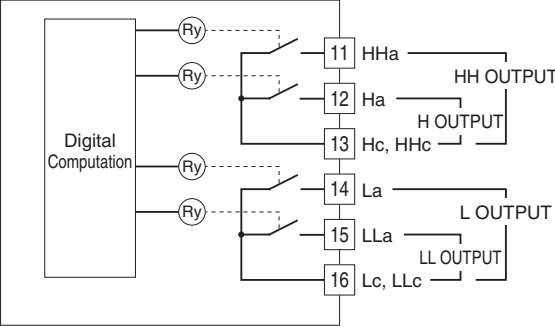 Ry
11 HHa
HH OUTPUT
Ry
12 Ha
H OUTPUT
Digital
Computation
13 Hc, HHc
Ry
14 La
L OUTPUT
Ry
15 LLa
LL OUTPUT
16 Lc, LLc